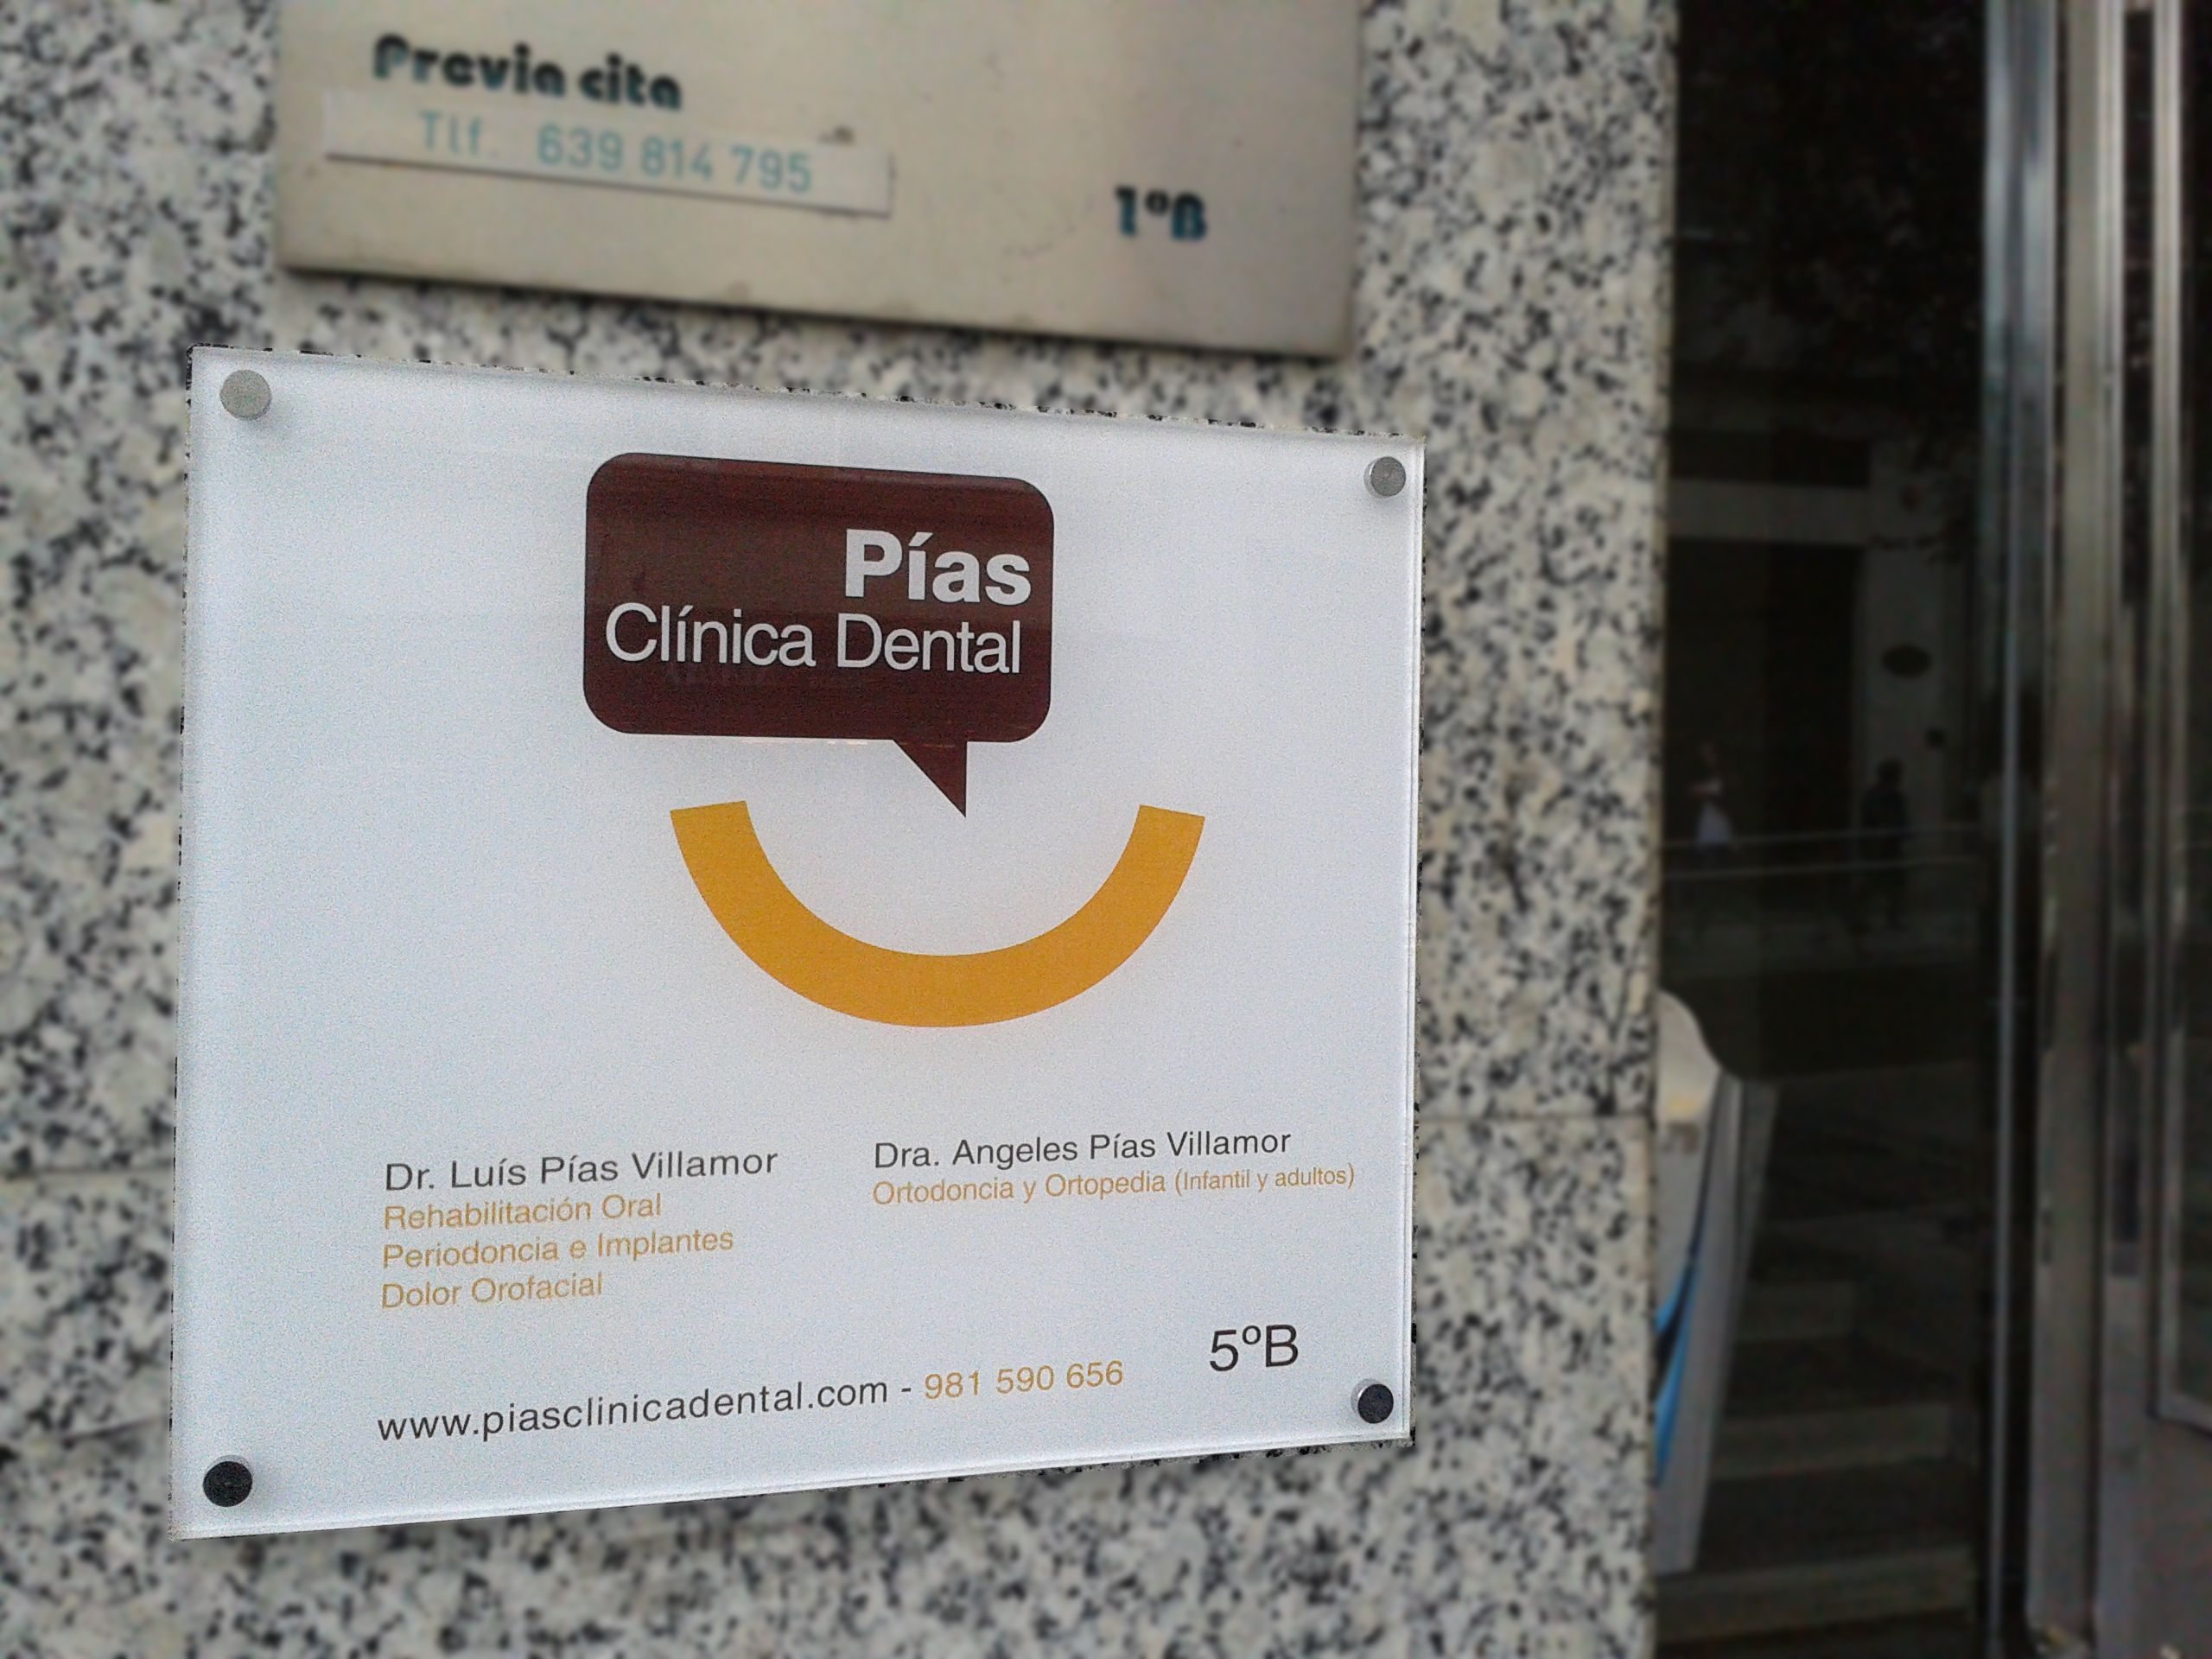 Previa cita
Tlf. 639 814 795
1ºB
Pías
Clínica Dental
Dr. Luís Pías Villamor
Rehabilitación Oral
Periodoncia e Implantes
Dolor Orofacial
Dra. Angeles Pías Villamor
Ortodoncia y Ortopedia (Infantil y adultos)
5ºB
www.piasclinicadental.com - 981 590 656